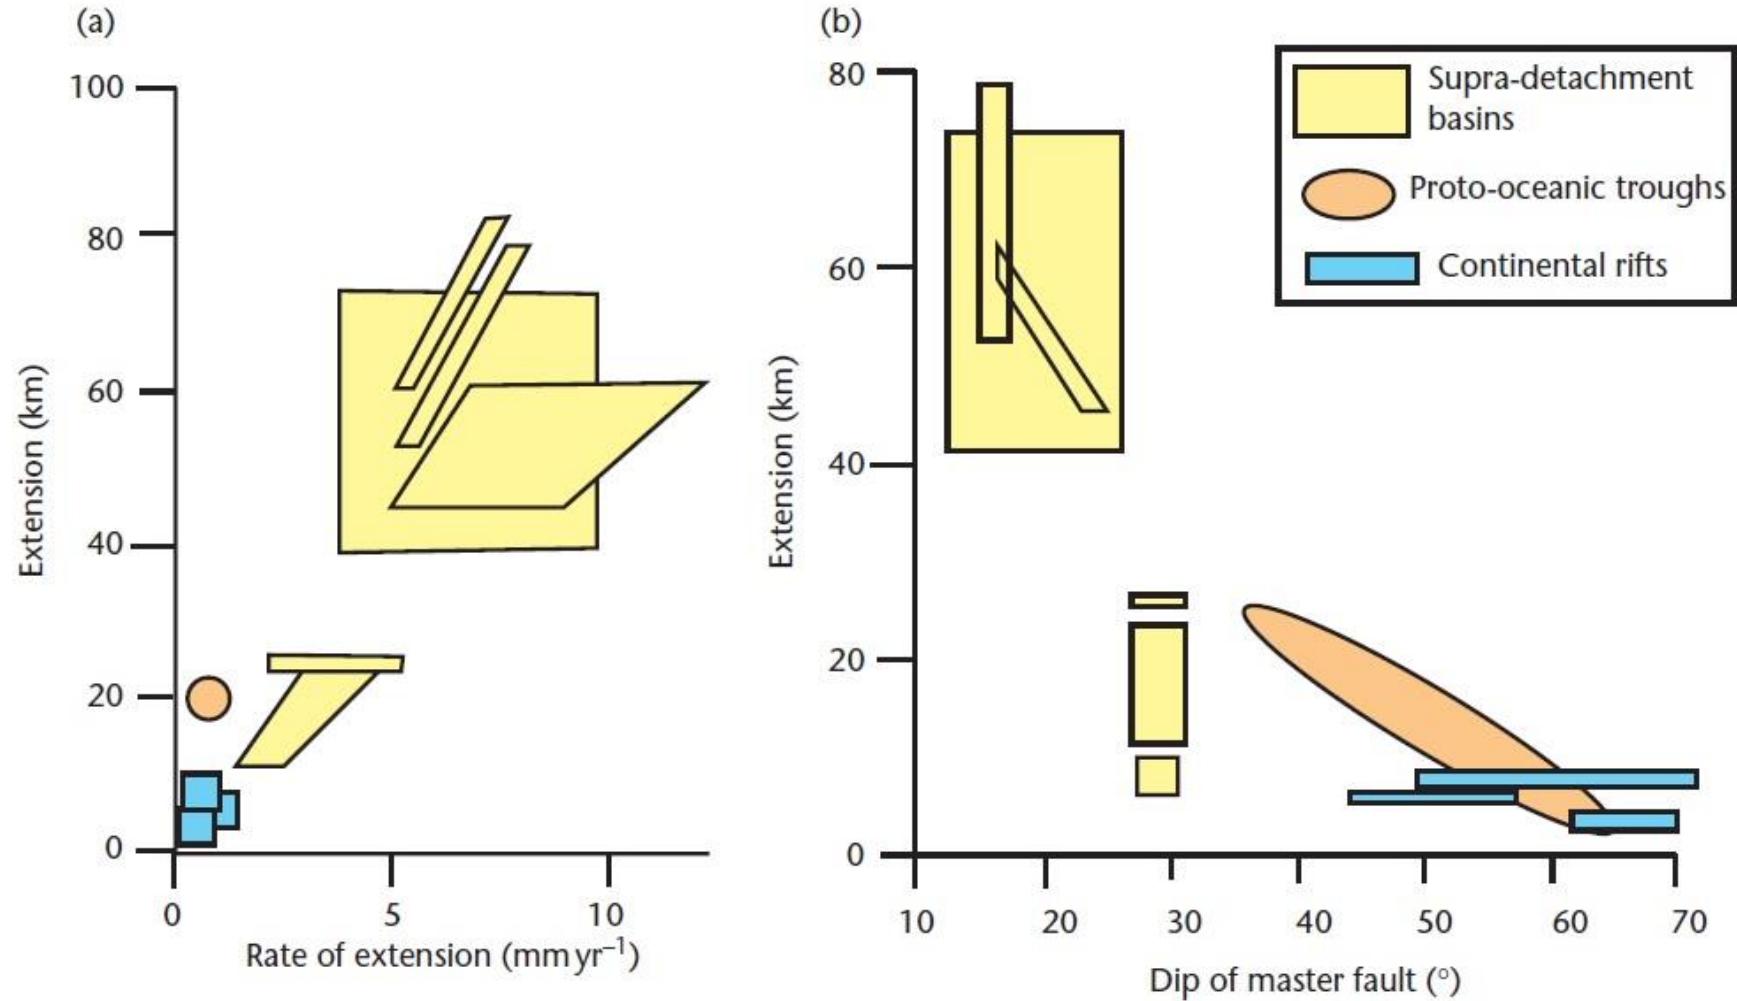 (a)
100
80
60
40
20
0
Extension (km)
0
5
10
Rate of extension (mm yr⁻¹)
(b)
80
60
40
20
0
Extension (km)
10
20
30
40
50
60
70
Dip of master fault (°)
Supra-detachment
basins
Proto-oceanic troughs
Continental rifts